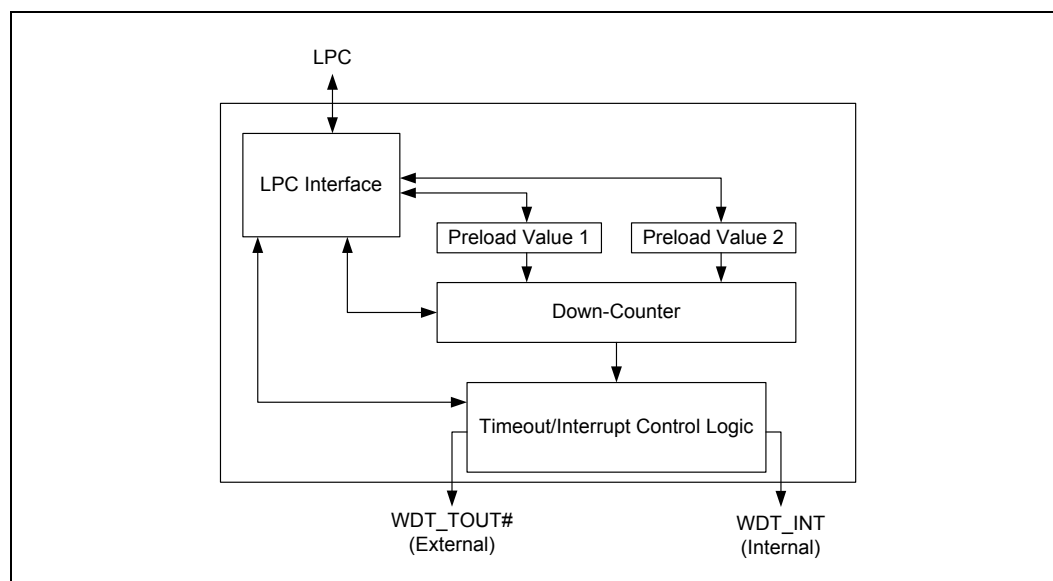 LPC
LPC Interface
Preload Value 1
Preload Value 2
Down-Counter
Timeout/Interrupt Control Logic
WDT_TOUT#
(External)
WDT_INT
(Internal)